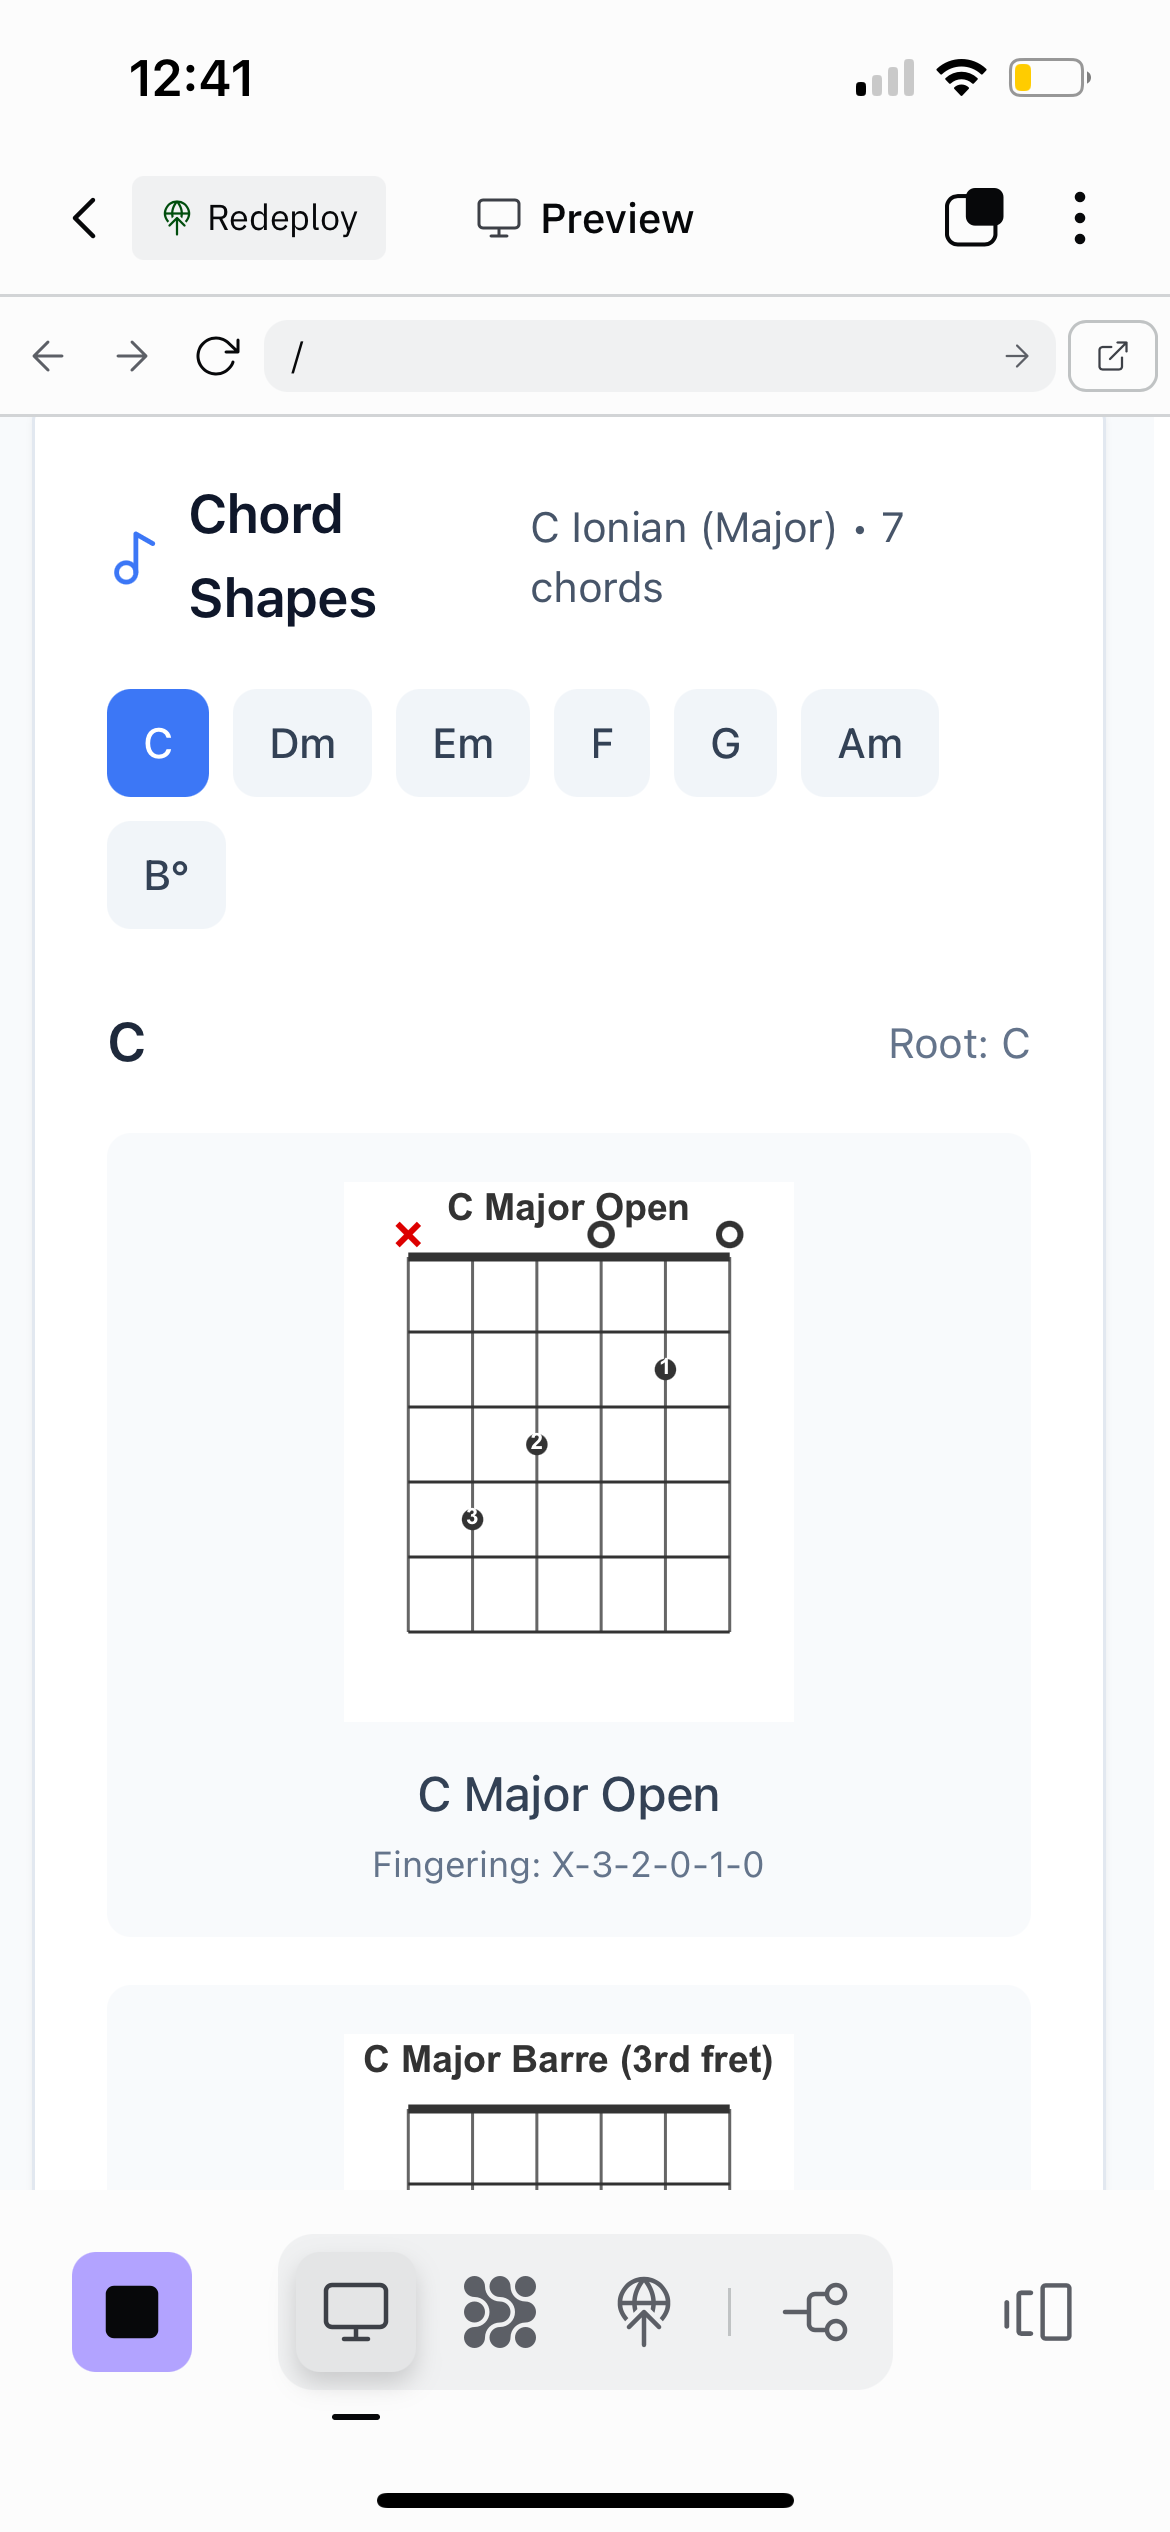 12:41
Redeploy
Preview
/
Chord
Shapes
C Ionian (Major) • 7
chords
C Dm Em F G Am
B°
C
Root: C
C Major Open
1
2
3
C Major Open
Fingering: X-3-2-0-1-0
C Major Barre (3rd fret)